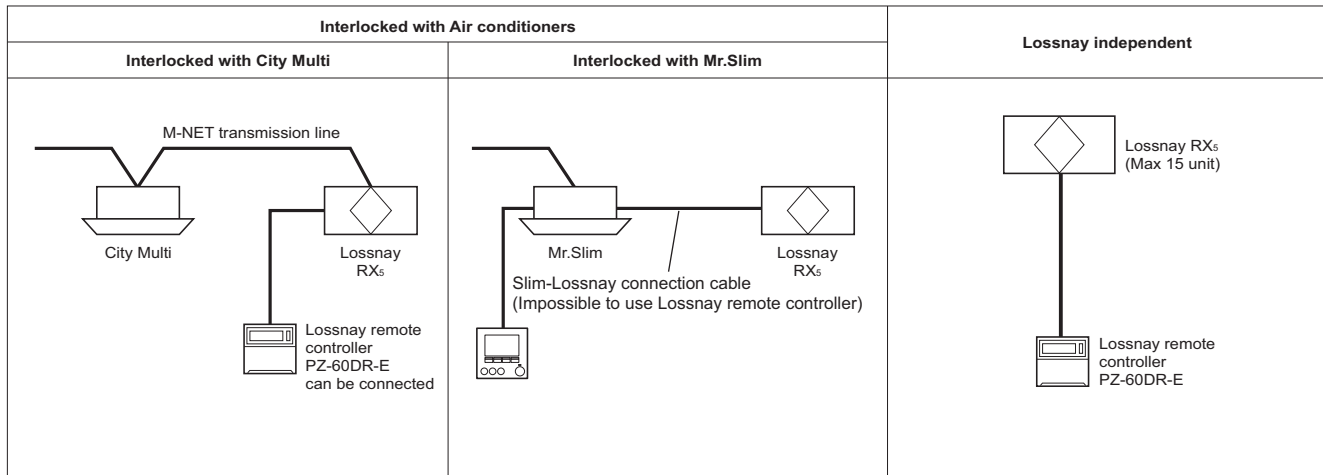 Interlocked with Air conditioners
Lossnay independent
Interlocked with City Multi
Interlocked with Mr.Slim
M-NET transmission line
City Multi
Lossnay
RX₅
Lossnay remote
controller
PZ-60DR-E
can be connected
Mr.Slim
Lossnay
RX₅
Slim-Lossnay connection cable
(Impossible to use Lossnay remote controller)
Lossnay RX₅
(Max 15 unit)
Lossnay remote
controller
PZ-60DR-E